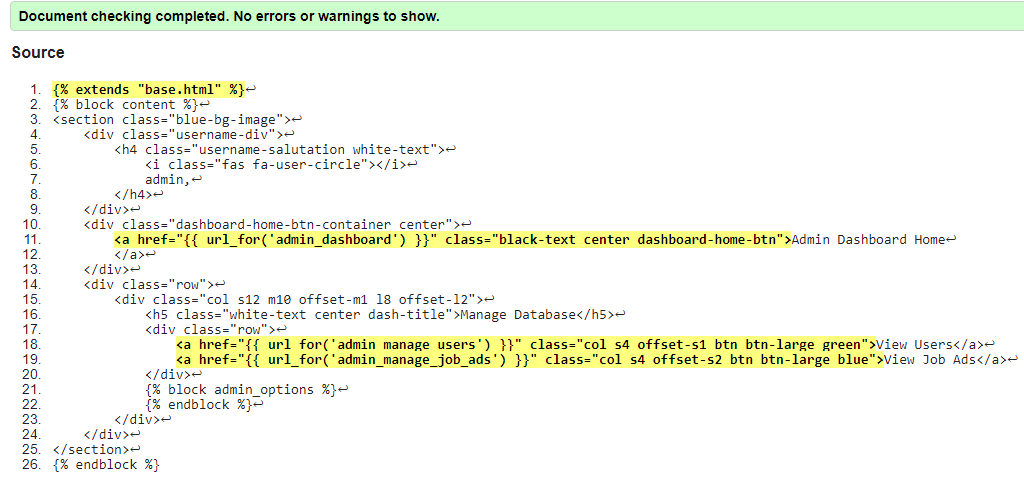 Document checking completed. No errors or warnings to show.
Source
1. {% extends "base.html" %}↩
2. {% block content %}↩
3. <section class="blue-bg-image">↩
4. <div class="username-div">↩
5. <h4 class="username-salutation white-text">↩
6. <i class="fas fa-user-circle"></i>↩
7. admin,↩
8. </h4>↩
9. </div>↩
10. <div class="dashboard-home-btn-container center">↩
11. <a href="{{ url_for('admin_dashboard') }}" class="black-text center dashboard-home-btn">Admin Dashboard Home↩
12. </a>↩
13. </div>↩
14. <div class="row">↩
15. <div class="col s12 m10 offset-m1 l8 offset-l2">↩
16. <h5 class="white-text center dash-title">Manage Database</h5>↩
17. <div class="row">↩
18. <a href="{{ url for('admin manage users') }}" class="col s4 offset-s1 btn btn-large green">View Users</a>↩
19. <a href="{{ url_for('admin_manage_job_ads') }}" class="col s4 offset-s2 btn btn-large blue">View Job Ads</a>↩
20. </div>↩
21. {% block admin_options %}↩
22. {% endblock %}↩
23. </div>↩
24. </div>↩
25. </section>↩
26. {% endblock %}